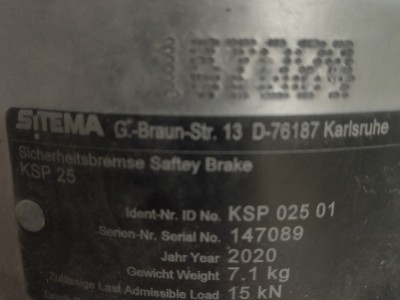 SITEMA G.-Braun-Str. 13 D-76187 Karlsruhe
Sicherheitsbremse Saftey Brake
KSP 25
Ident-Nr. ID No. KSP 025 01
Serien-Nr. Serial No. 147089
Jahr Year 2020
Gewicht Weight 7.1 kg
Zulässige Last Admissible Load 15 kN